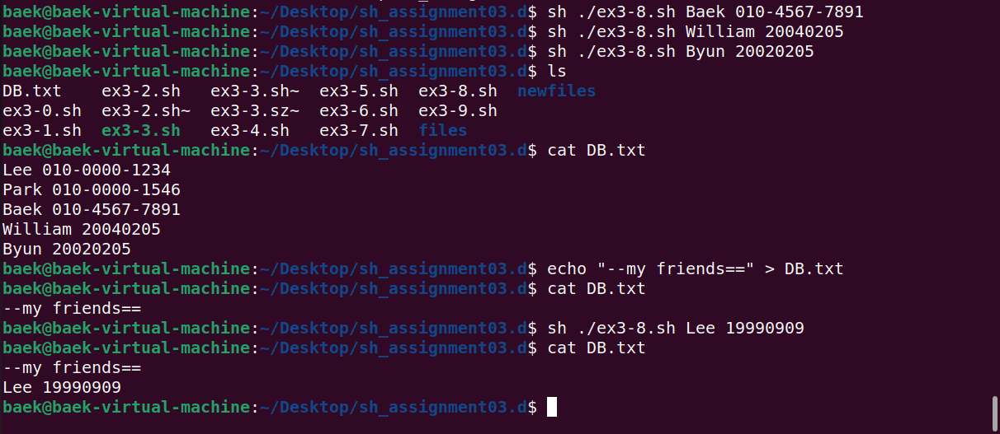 baek@baek-virtual-machine:~/Desktop/sh_assignment03.d$ sh ./ex3-8.sh Baek 010-4567-7891
baek@baek-virtual-machine:~/Desktop/sh_assignment03.d$ sh ./ex3-8.sh William 20040205
baek@baek-virtual-machine:~/Desktop/sh_assignment03.d$ sh ./ex3-8.sh Byun 20020205
baek@baek-virtual-machine:~/Desktop/sh_assignment03.d$ ls
DB.txt    ex3-2.sh   ex3-3.sh~  ex3-5.sh  ex3-8.sh  newfiles
ex3-0.sh  ex3-2.sh~  ex3-3.sz~  ex3-6.sh  ex3-9.sh
ex3-1.sh  ex3-3.sh   ex3-4.sh   ex3-7.sh  files
baek@baek-virtual-machine:~/Desktop/sh_assignment03.d$ cat DB.txt
Lee 010-0000-1234
Park 010-0000-1546
Baek 010-4567-7891
William 20040205
Byun 20020205
baek@baek-virtual-machine:~/Desktop/sh_assignment03.d$ echo "--my friends==" > DB.txt
baek@baek-virtual-machine:~/Desktop/sh_assignment03.d$ cat DB.txt
--my friends==
baek@baek-virtual-machine:~/Desktop/sh_assignment03.d$ sh ./ex3-8.sh Lee 19990909
baek@baek-virtual-machine:~/Desktop/sh_assignment03.d$ cat DB.txt
--my friends==
Lee 19990909
baek@baek-virtual-machine:~/Desktop/sh_assignment03.d$